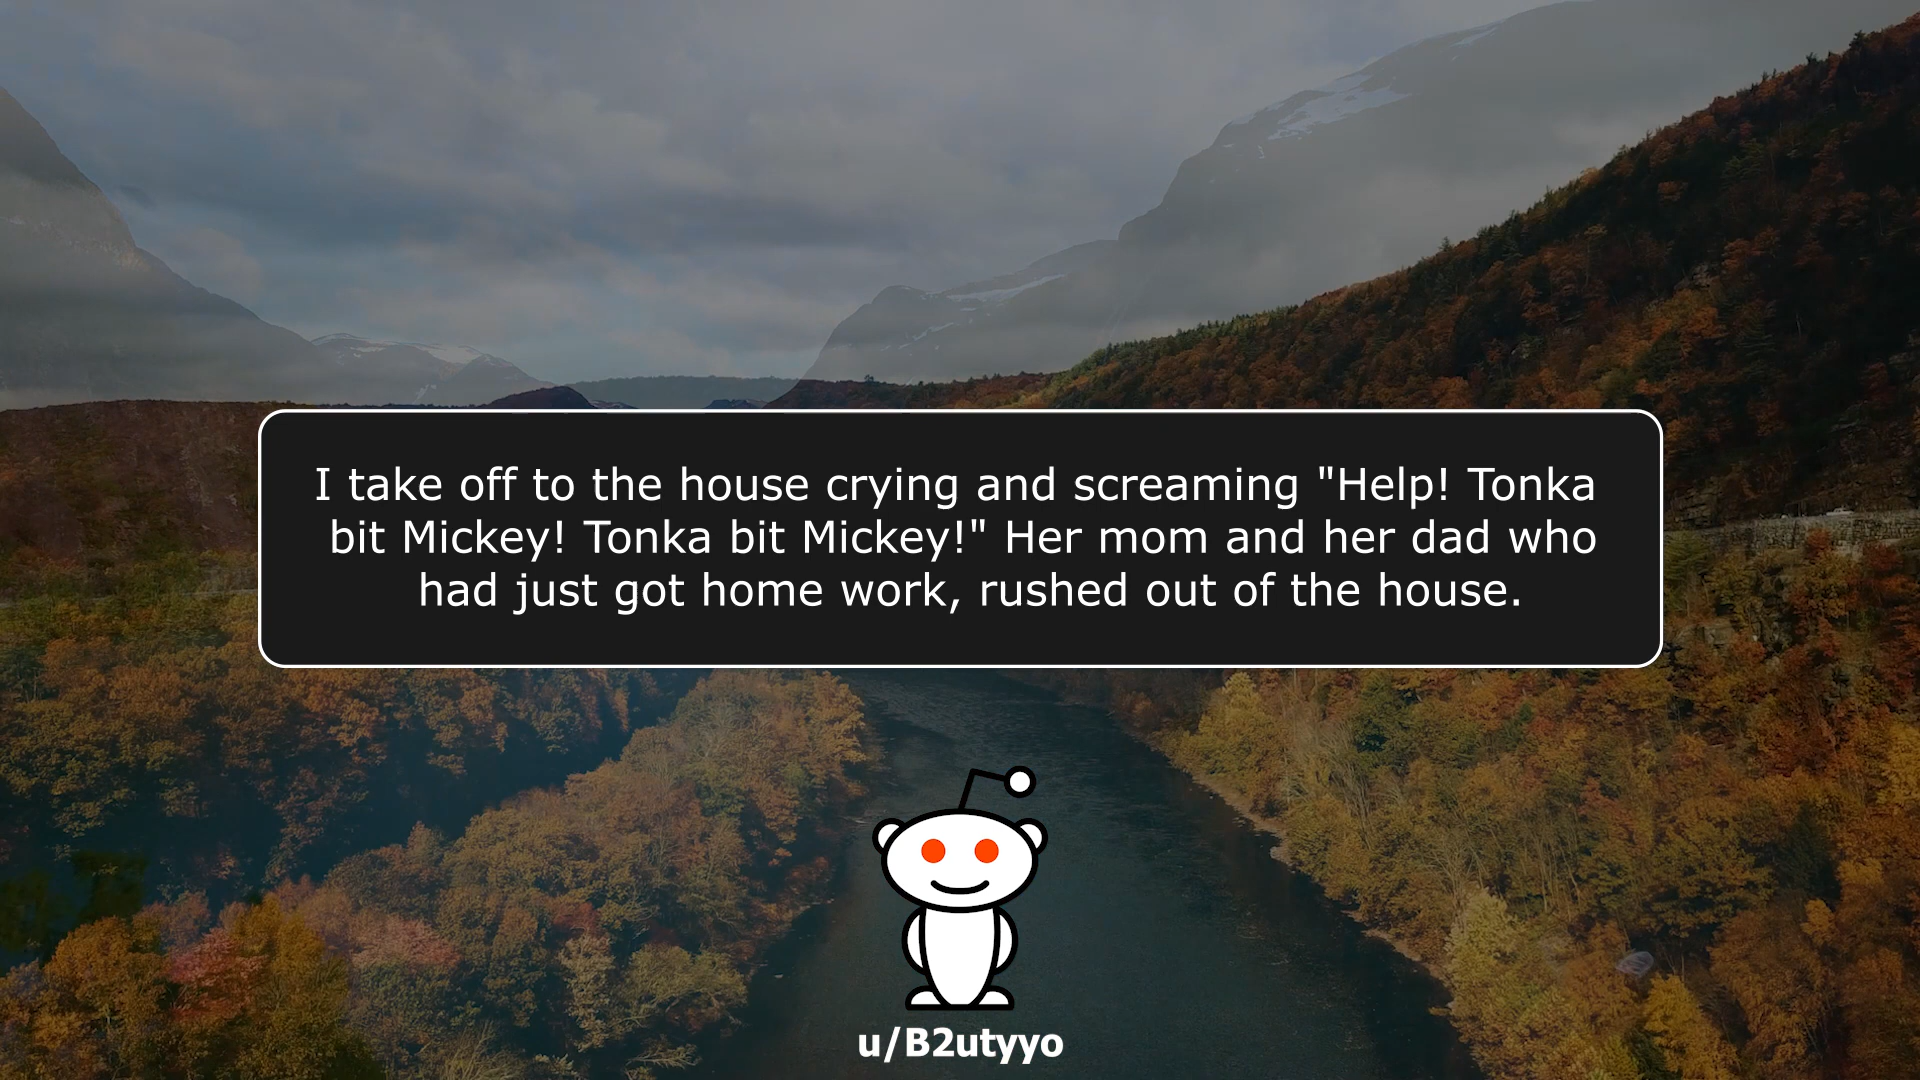 I take off to the house crying and screaming "Help! Tonka
bit Mickey! Tonka bit Mickey!" Her mom and her dad who
had just got home work, rushed out of the house.
u/B2utyyo